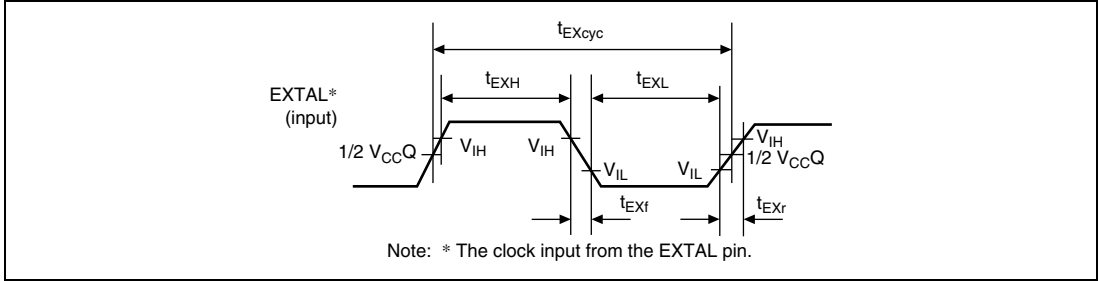 tEXcyc
tEXH
tEXL
EXTAL*
(input)
1/2 VCCQ
VIH
VIH
VIL
VIL
VIH
1/2 VCCQ
tEXf
tEXr
Note: * The clock input from the EXTAL pin.